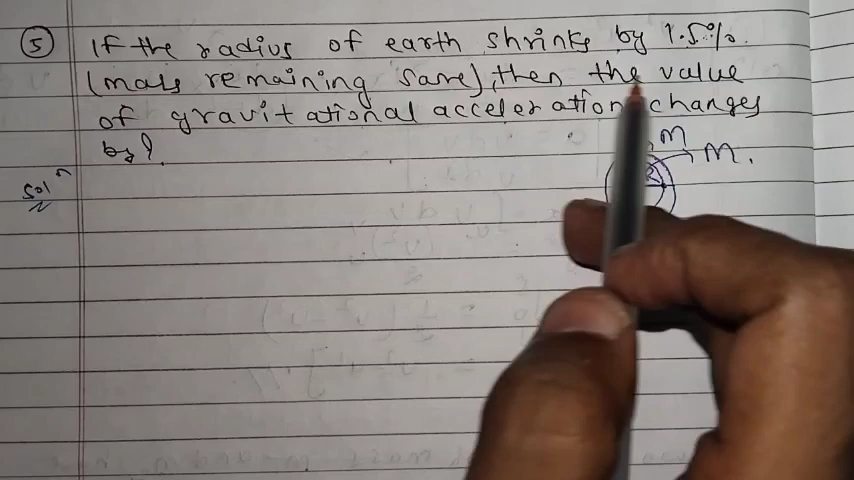 5 If the radius of earth shrinks by 1.5%.
(mass remaining same), then the value
of gravitational acceleration changes
by?
M
M.
Solⁿ